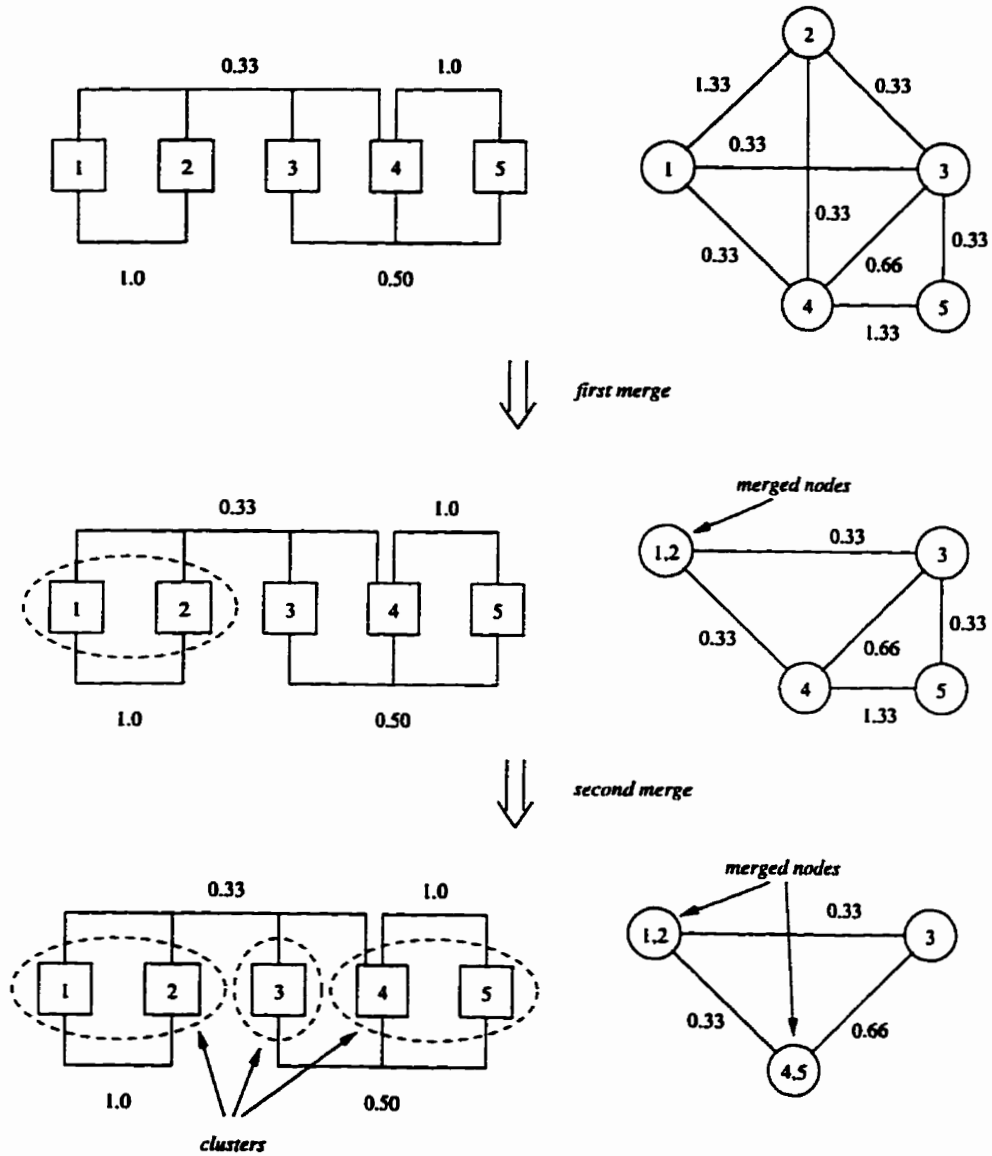 0.33 1.0
1 2 3 4 5
1.0 0.50
2
1.33 0.33
0.33
1 3
0.33
0.33 0.66 0.33
4 5
1.33
first merge
0.33 1.0
1 2 3 4 5
1.0 0.50
merged nodes
1,2 0.33 3
0.33 0.66 0.33
4 5
1.33
second merge
0.33 1.0
1 2 3 4 5
1.0 0.50
clusters
merged nodes
0.33
1,2 3
0.33 0.66
4,5